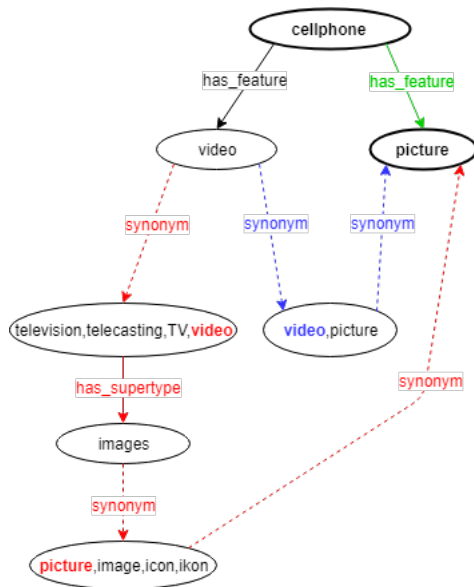 cellphone
has_feature
has_feature
video
picture
synonym
synonym
synonym
television,telecasting,TV,video
video,picture
has_supertype
synonym
images
synonym
picture,image,icon,ikon